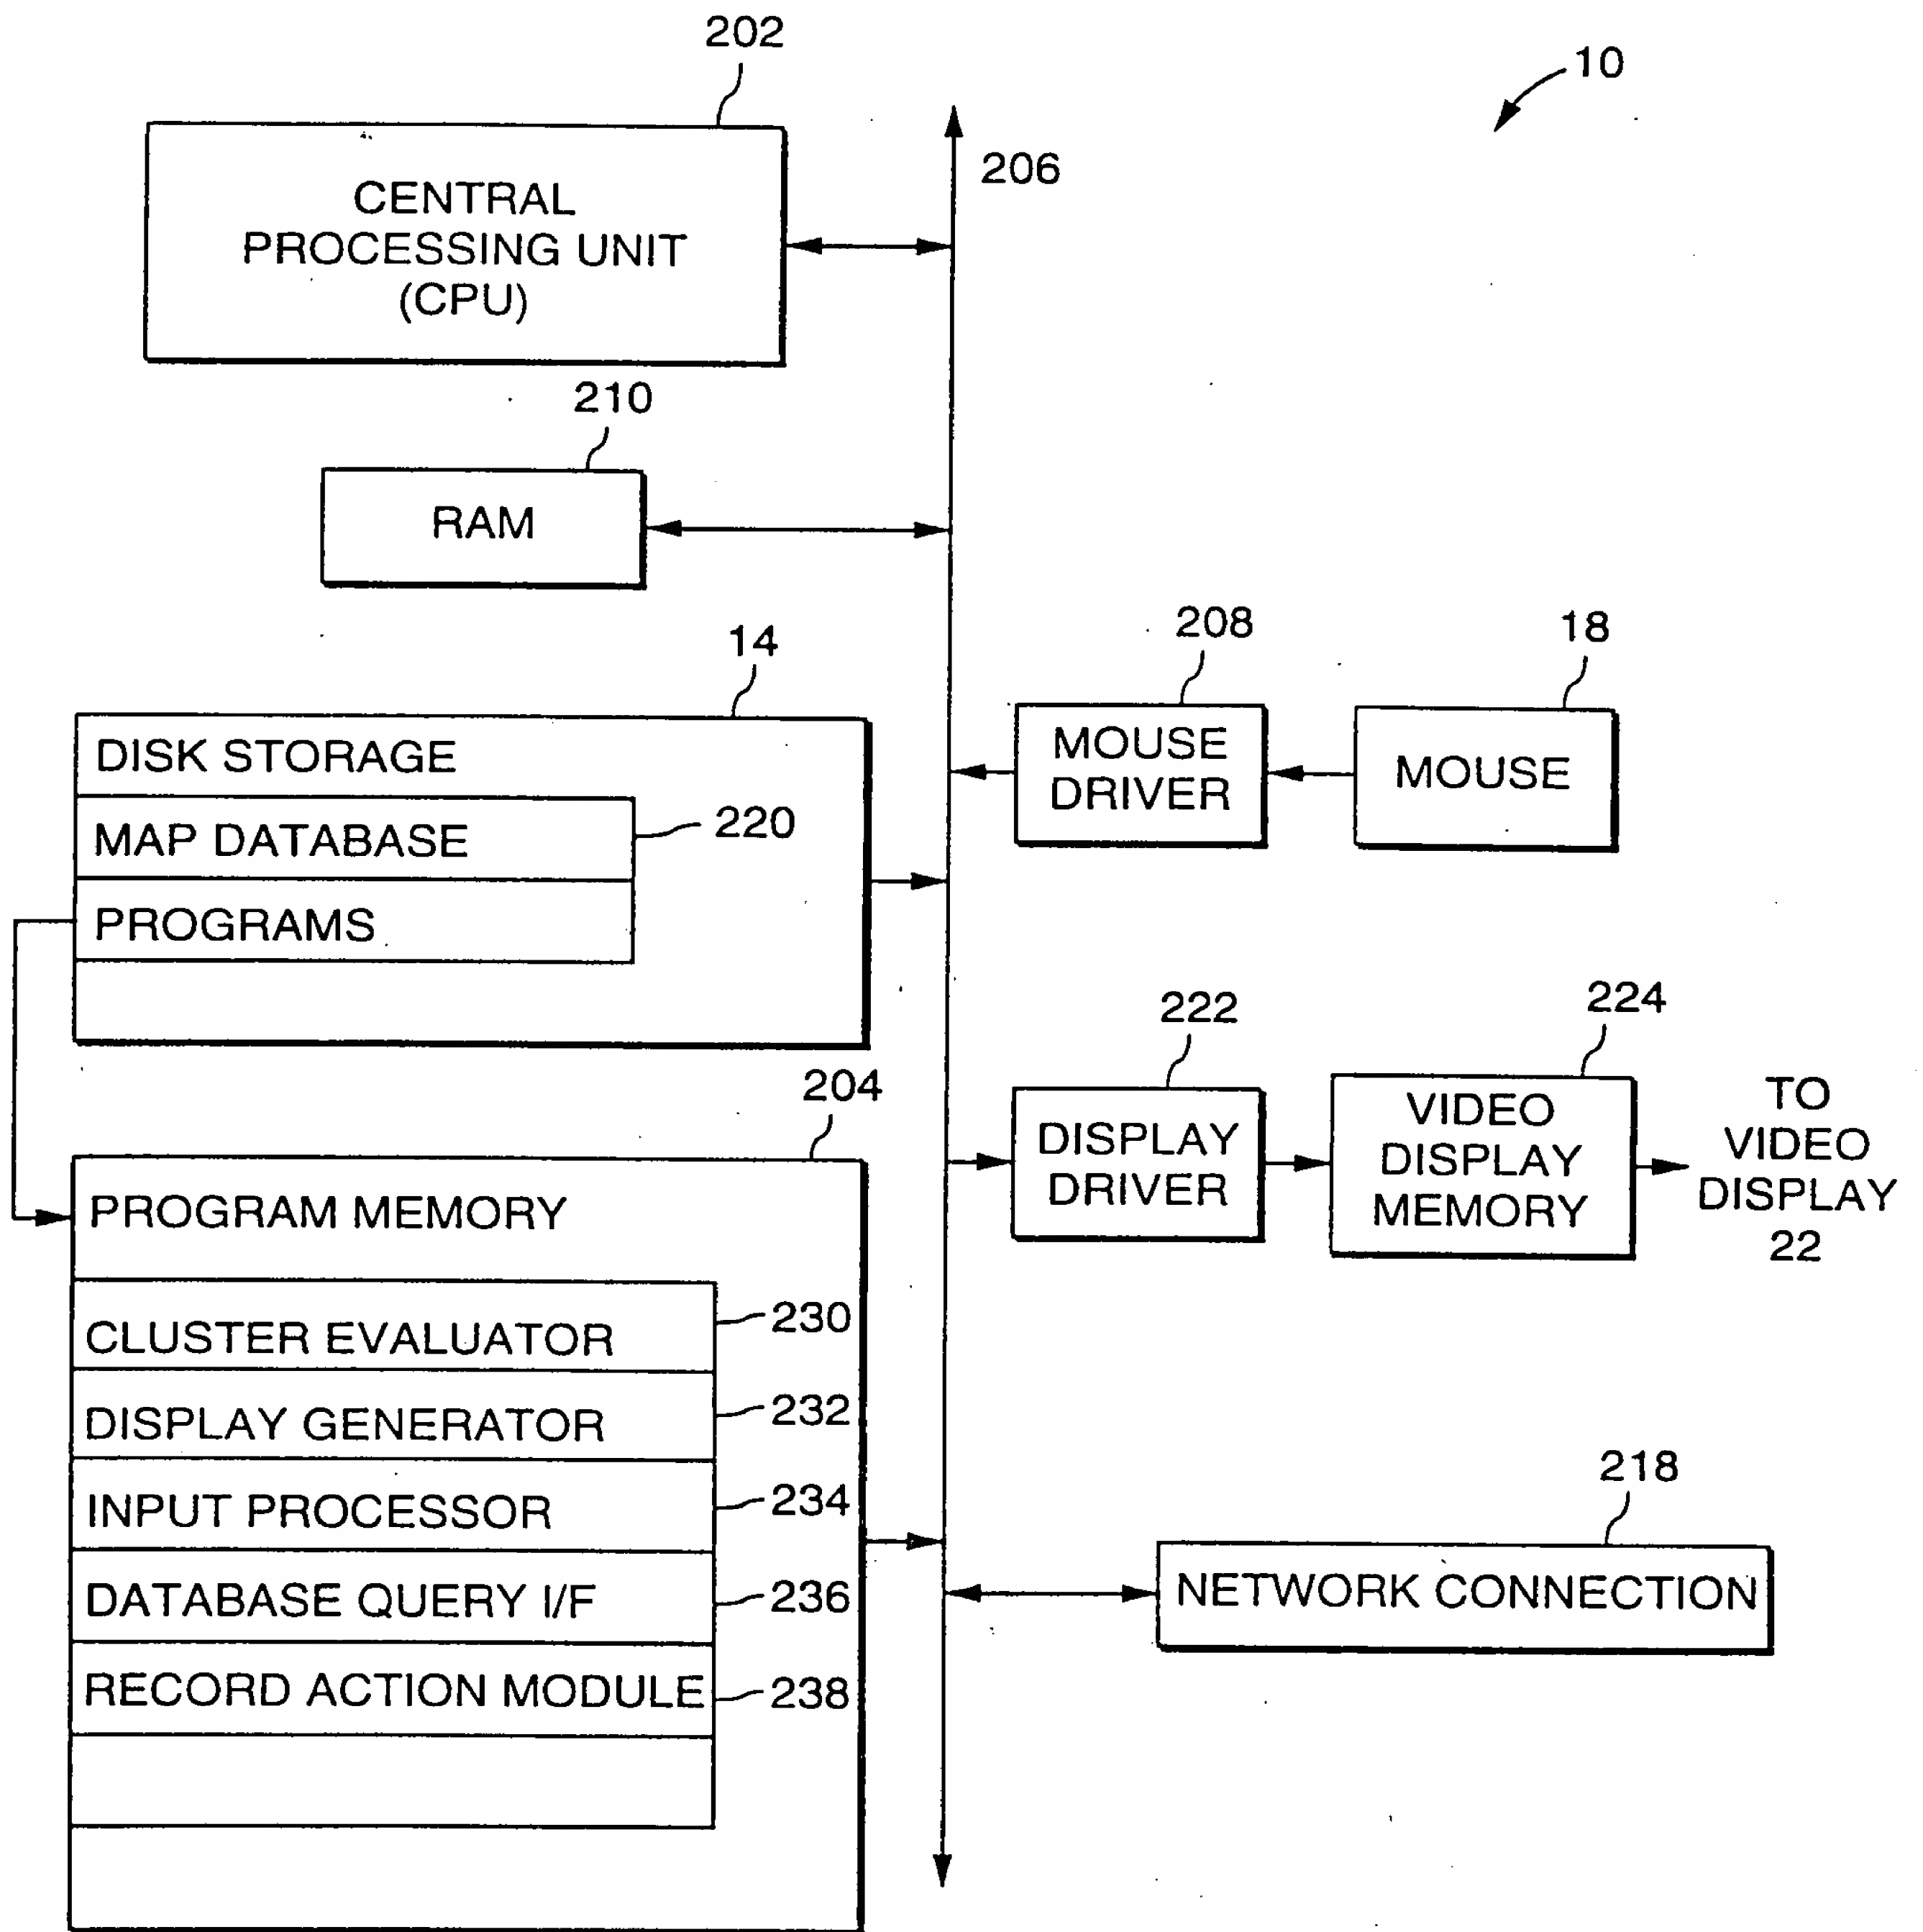 202
10
206
CENTRAL
PROCESSING UNIT
(CPU)
210
RAM
14
208
18
DISK STORAGE
MAP DATABASE
220
PROGRAMS
MOUSE
DRIVER
MOUSE
222
224
204
DISPLAY
DRIVER
VIDEO
DISPLAY
MEMORY
TO
VIDEO
DISPLAY
22
PROGRAM MEMORY
CLUSTER EVALUATOR
230
DISPLAY GENERATOR
232
INPUT PROCESSOR
234
DATABASE QUERY I/F
236
RECORD ACTION MODULE
238
218
NETWORK CONNECTION